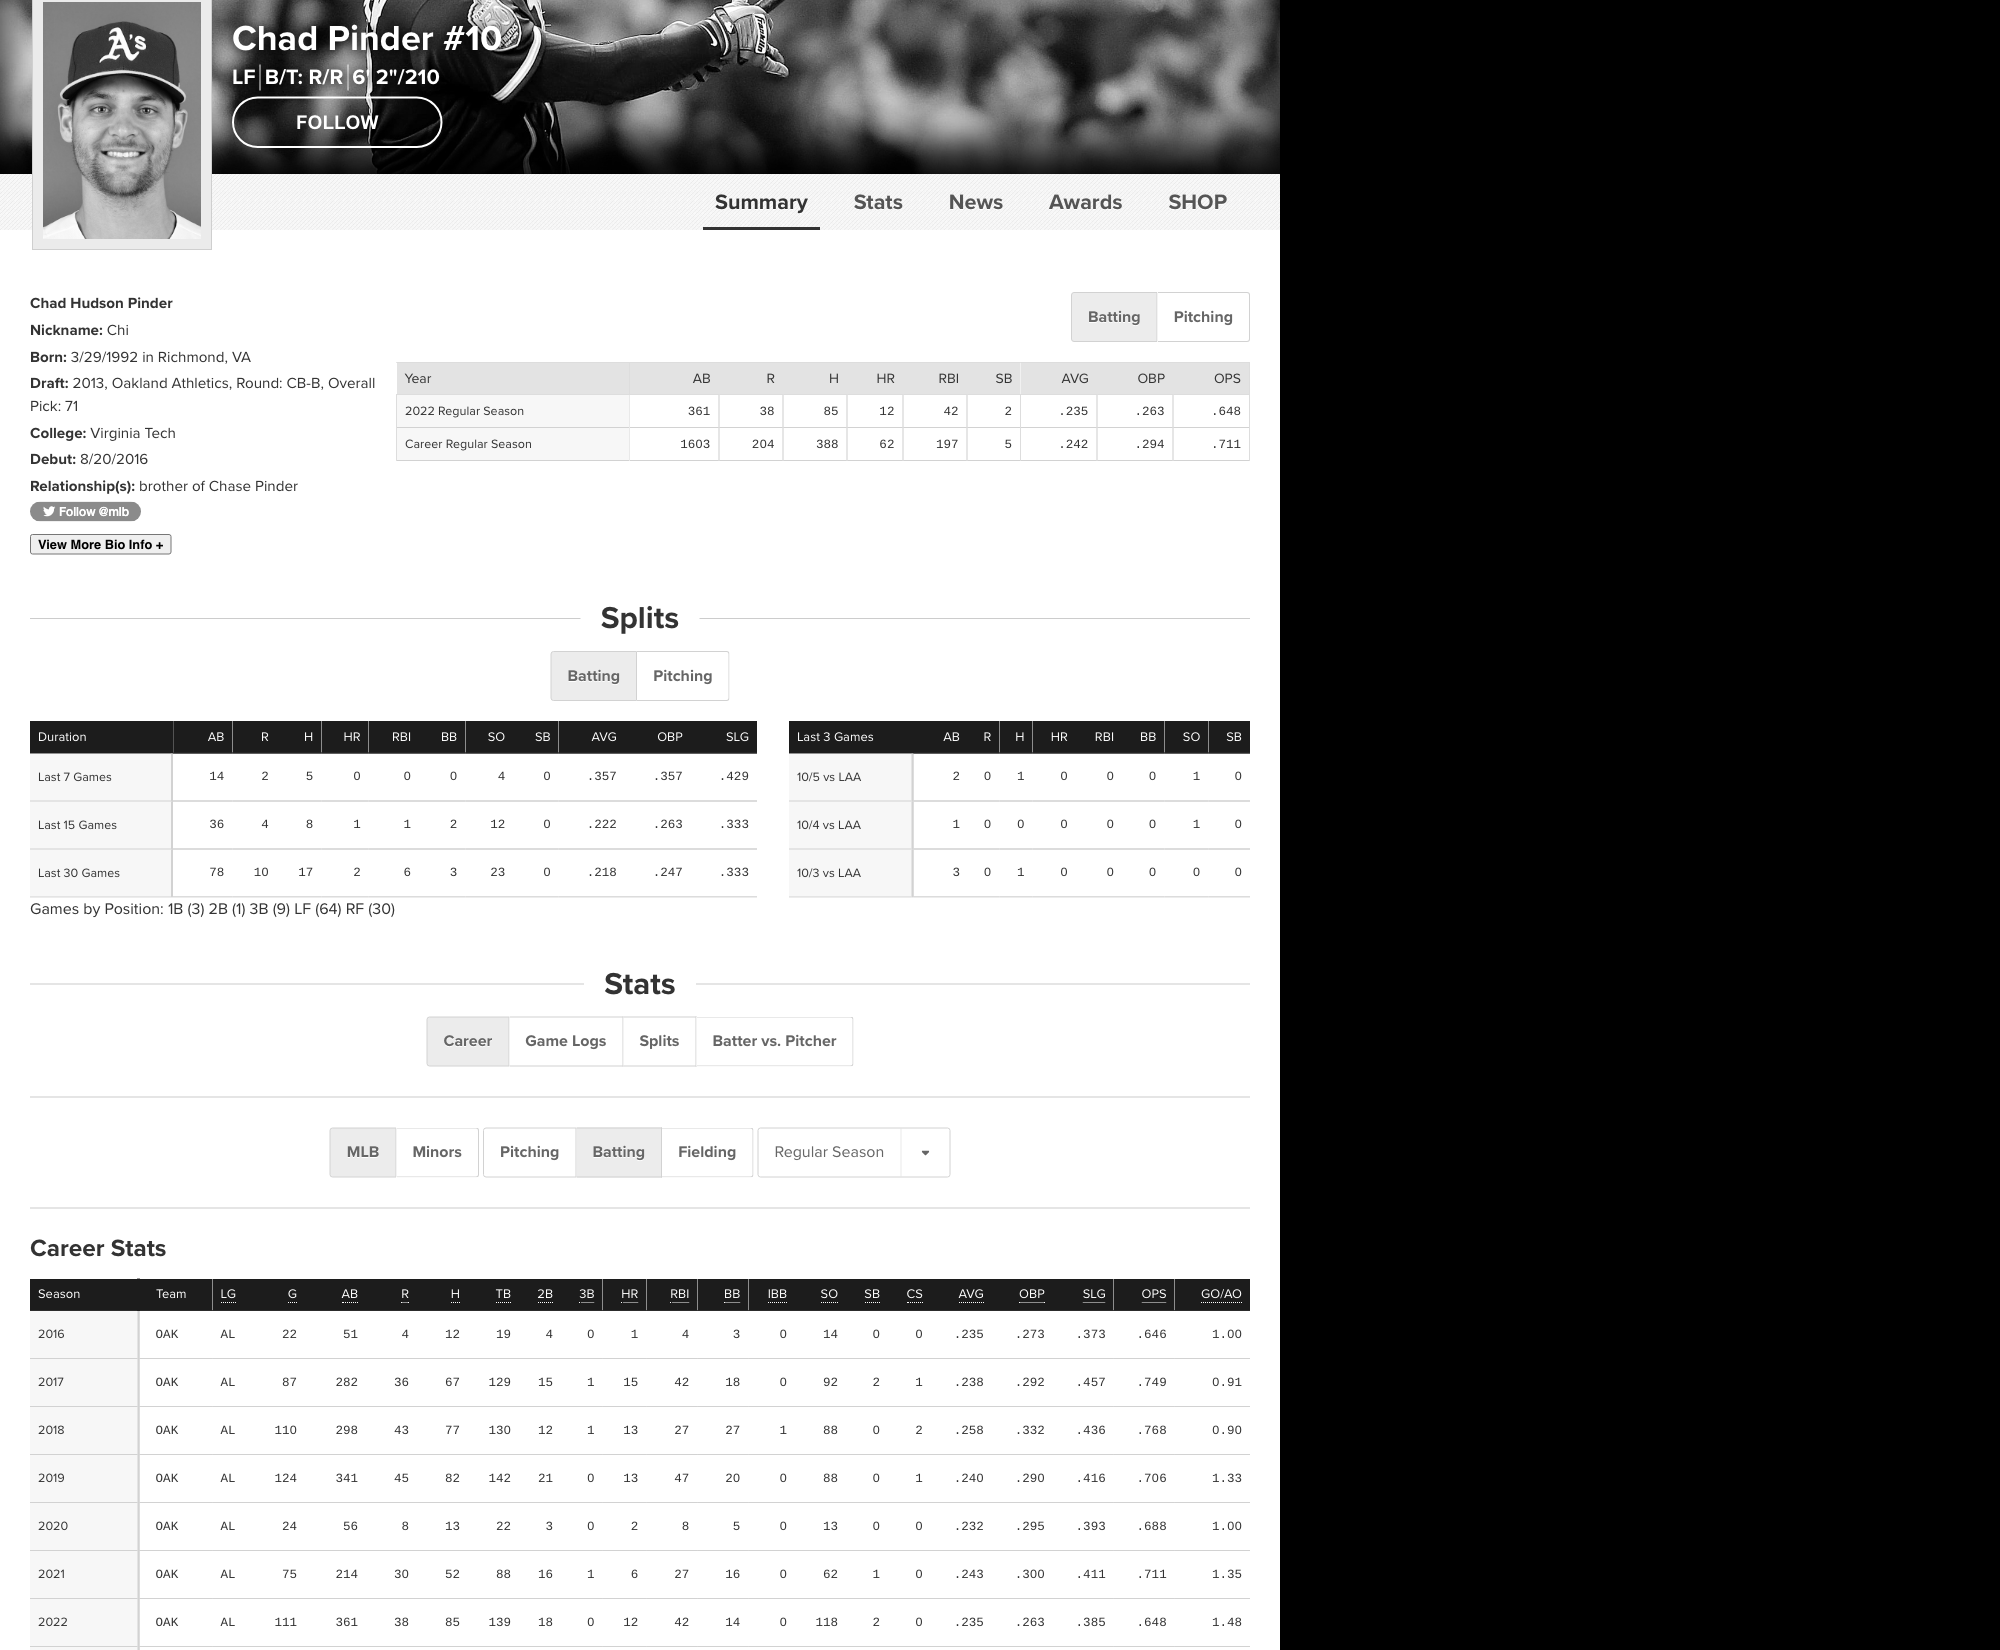 A's
Chad Pinder #10
LF B/T: R/R 6' 2"/210
FOLLOW
Summary Stats News Awards SHOP
Chad Hudson Pinder
Nickname: Chi
Born: 3/29/1992 in Richmond, VA
Draft: 2013, Oakland Athletics, Round: CB-B, Overall
Pick: 71
College: Virginia Tech
Debut: 8/20/2016
Relationship(s): brother of Chase Pinder
Follow @mlb
View More Bio Info +
Batting Pitching
Year AB R H HR RBI SB AVG OBP OPS
2022 Regular Season 361 38 85 12 42 2 .235 .263 .648
Career Regular Season 1603 204 388 62 197 5 .242 .294 .711
Splits
Batting Pitching
Duration AB R H HR RBI BB SO SB AVG OBP SLG
Last 7 Games 14 2 5 0 0 0 4 0 .357 .357 .429
Last 15 Games 36 4 8 1 1 2 12 0 .222 .263 .333
Last 30 Games 78 10 17 2 6 3 23 0 .218 .247 .333
Last 3 Games AB R H HR RBI BB SO SB
10/5 vs LAA 2 0 1 0 0 0 1 0
10/4 vs LAA 1 0 0 0 0 0 1 0
10/3 vs LAA 3 0 1 0 0 0 0 0
Games by Position: 1B (3) 2B (1) 3B (9) LF (64) RF (30)
Stats
Career Game Logs Splits Batter vs. Pitcher
MLB Minors Pitching Batting Fielding Regular Season
Career Stats
Season Team LG G AB R H TB 2B 3B HR RBI BB IBB SO SB CS AVG OBP SLG OPS GO/AO
2016 OAK AL 22 51 4 12 19 4 0 1 4 3 0 14 0 0 .235 .273 .373 .646 1.00
2017 OAK AL 87 282 36 67 129 15 1 15 42 18 0 92 2 1 .238 .292 .457 .749 0.91
2018 OAK AL 110 298 43 77 130 12 1 13 27 27 1 88 0 2 .258 .332 .436 .768 0.90
2019 OAK AL 124 341 45 82 142 21 0 13 47 20 0 88 0 1 .240 .290 .416 .706 1.33
2020 OAK AL 24 56 8 13 22 3 0 2 8 5 0 13 0 0 .232 .295 .393 .688 1.00
2021 OAK AL 75 214 30 52 88 16 1 6 27 16 0 62 1 0 .243 .300 .411 .711 1.35
2022 OAK AL 111 361 38 85 139 18 0 12 42 14 0 118 2 0 .235 .263 .385 .648 1.48